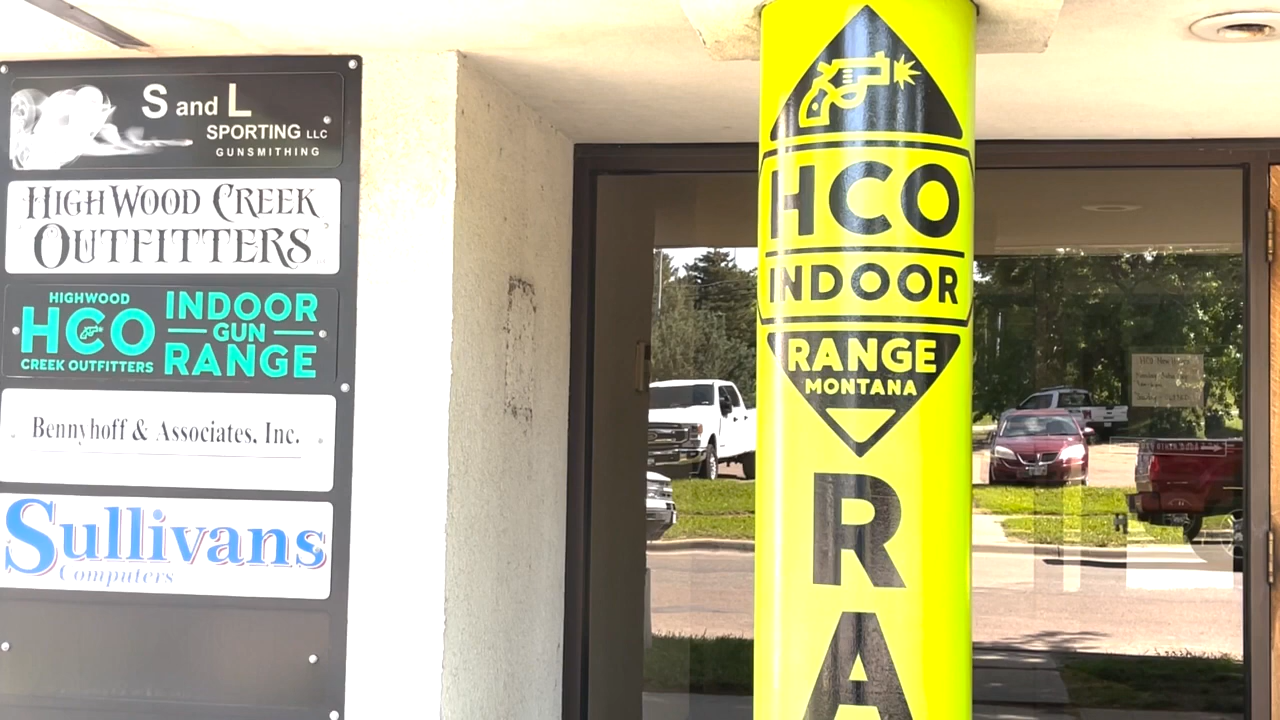 S and L
SPORTING LLC
GUNSMITHING
HIGHWOOD CREEK
OUTFITTERS
HIGHWOOD
HCO
CREEK OUTFITTERS
INDOOR
GUN
RANGE
Bennyhoff & Associates, Inc.
Sullivans
Computers
HCO
INDOOR
RANGE
MONTANA
R
A